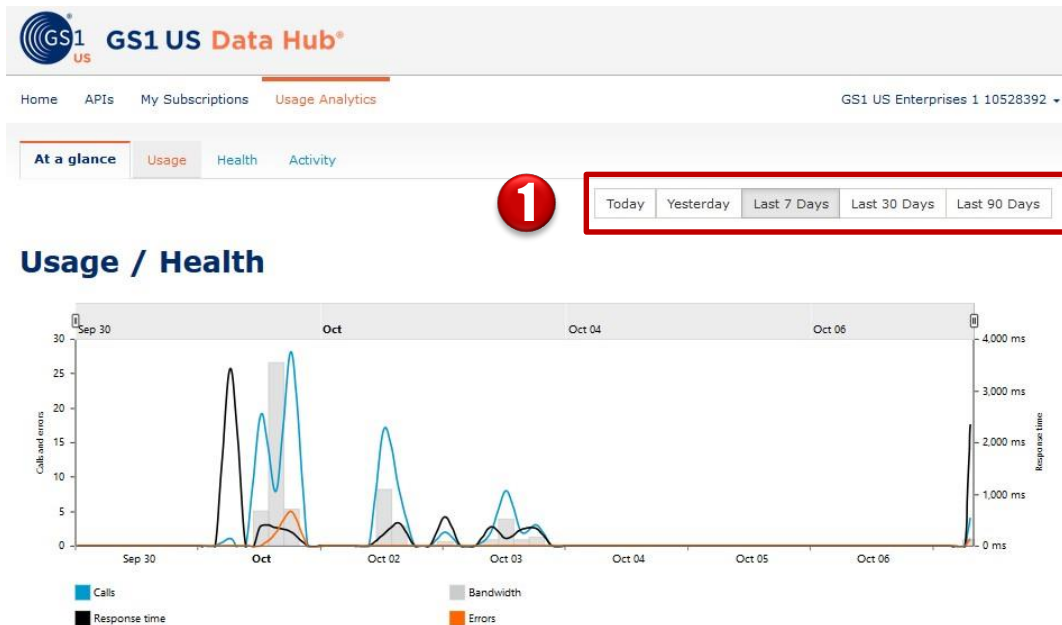 GS1 US GS1 US Data Hub®
Home APIs My Subscriptions Usage Analytics GS1 US Enterprises 1 10528392
At a glance Usage Health Activity
1 Today Yesterday Last 7 Days Last 30 Days Last 90 Days
Usage / Health
Sep 30 Oct Oct 04 Oct 06
30 4,000 ms
25
3,000 ms
20
Calls and errors
15 2,000 ms
Response time
10
1,000 ms
5
0 0 ms
Sep 30 Oct Oct 02 Oct 03 Oct 04 Oct 05 Oct 06
Calls Bandwidth
Response time Errors